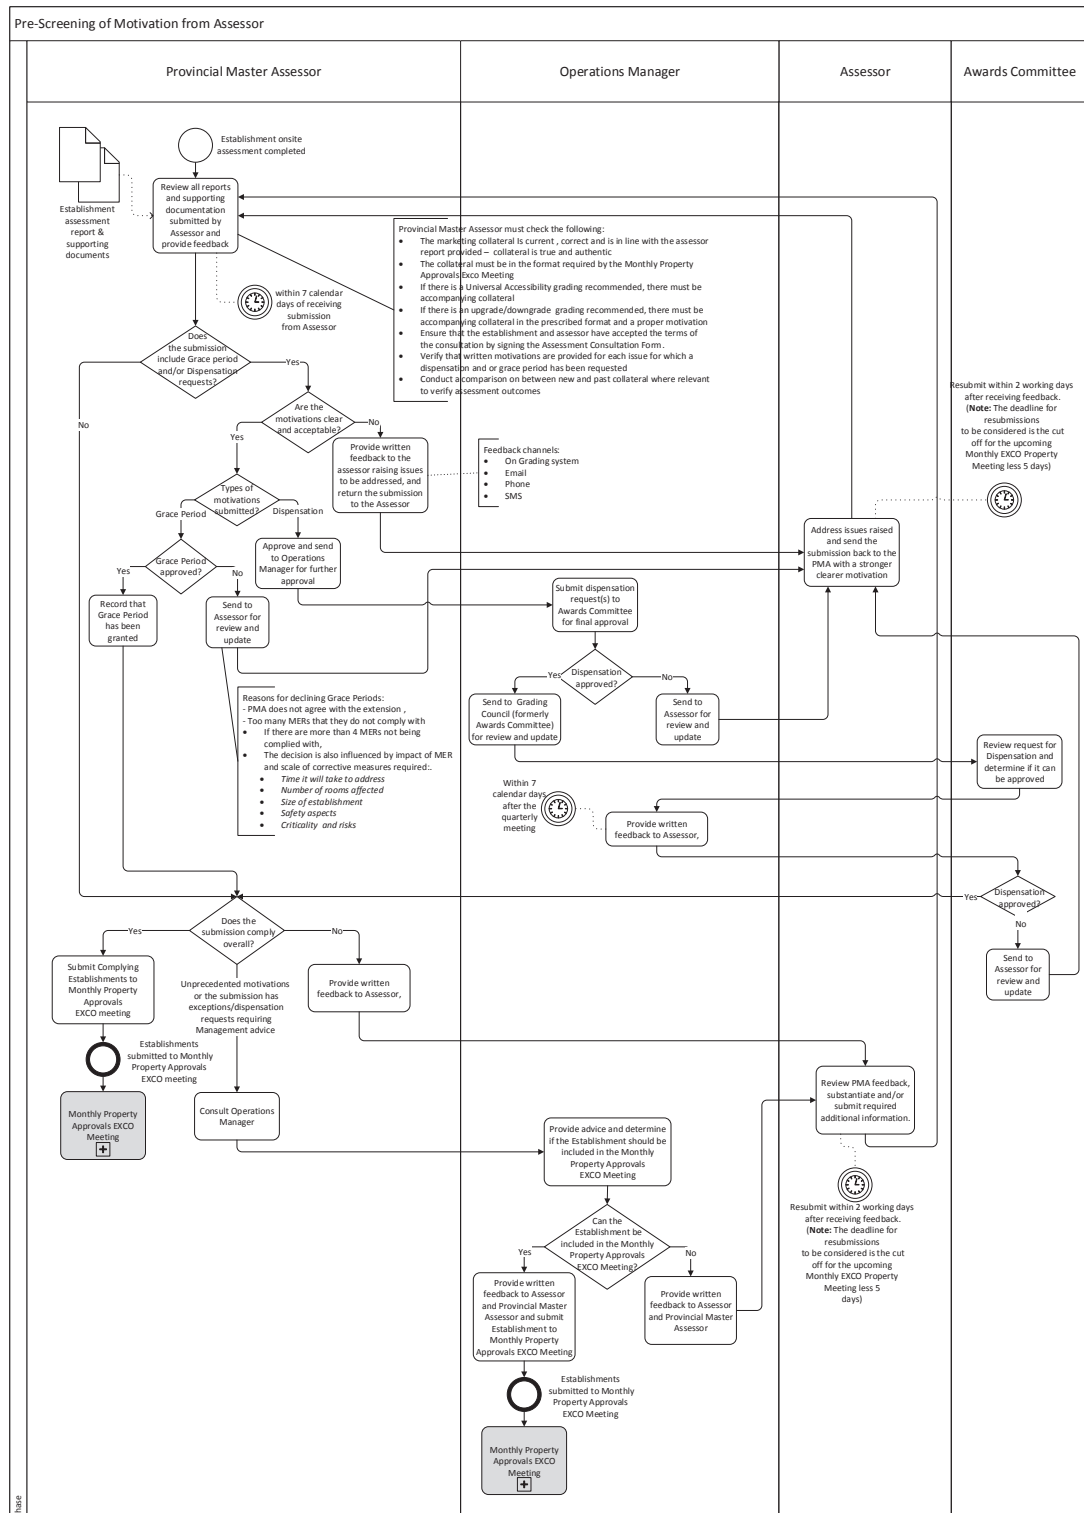 Pre-Screening of Motivation from Assessor
Provincial Master Assessor
Operations Manager
Assessor
Awards Committee
Establishment onsite
assessment completed
Establishment
assessment
report &
supporting
documents
Review all reports
and supporting
documentation
submitted by
Assessor and
provide feedback
within 7 calendar
days of receiving
submission
from Assessor
Provincial Master Assessor must check the following:
• The marketing collateral Is current , correct and is in line with the assessor
report provided – collateral is true and authentic
• The collateral must be in the format required by the Monthly Property
Approvals Exco Meeting
• If there is a Universal Accessibility grading recommended, there must be
accompanying collateral
• If there is an upgrade/downgrade grading recommended, there must be
accompanying collateral in the prescribed format and a proper motivation
• Ensure that the establishment and assessor have accepted the terms of
the consultation by signing the Assessment Consultation Form .
• Verify that written motivations are provided for each issue for which a
dispensation and or grace period has been requested
• Conduct a comparison on between new and past collateral where relevant
to verify assessment outcomes
Does
the submission
include Grace period
and/or Dispensation
requests?
Yes
No
Are the
motivations clear
and acceptable?
No
Yes
Provide written
feedback to the
assessor raising issues
to be addressed, and
return the submission
to the Assessor
Feedback channels:
• On Grading system
• Email
• Phone
• SMS
Resubmit within 2 working days
after receiving feedback.
(Note: The deadline for
resubmissions
to be considered is the cut
off for the upcoming
Monthly EXCO Property
Meeting less 5 days)
Types of
motivations
submitted?
Grace Period
Dispensation
Approve and send
to Operations
Manager for further
approval
Address issues raised
and send the
submission back to the
PMA with a stronger
clearer motivation
Grace Period
approved?
Yes
No
Record that
Grace Period
has been
granted
Send to
Assessor for
review and
update
Submit dispensation
request(s) to
Awards Committee
for final approval
Dispensation
approved?
Yes
No
Send to Grading
Council (formerly
Awards Committee)
for review and update
Send to
Assessor for
review and
update
Reasons for declining Grace Periods:
- PMA does not agree with the extension ,
- Too many MERs that they do not comply with
• If there are more than 4 MERs not being
complied with,
• The decision is also influenced by impact of MER
and scale of corrective measures required:.
• Time it will take to address
• Number of rooms affected
• Size of establishment
• Safety aspects
• Criticality and risks
Review request for
Dispensation and
determine if it can
be approved
Within 7
calendar days
after the
quarterly
meeting
Provide written
feedback to Assessor,
Dispensation
approved?
Yes
No
Send to
Assessor for
review and
update
Does the
submission comply
overall?
Yes
No
Submit Complying
Establishments to
Monthly Property
Approvals
EXCO meeting
Unprecedented motivations
or the submission has
exceptions/dispensation
requests requiring
Management advice
Provide written
feedback to Assessor,
Establishments
submitted to Monthly
Property Approvals
EXCO meeting
Monthly Property
Approvals EXCO
Meeting
Consult Operations
Manager
Review PMA feedback,
substantiate and/or
submit required
additional information.
Provide advice and determine
if the Establishment should be
included in the Monthly
Property Approvals
EXCO Meeting
Resubmit within 2 working days
after receiving feedback.
(Note: The deadline for
resubmissions
to be considered is the cut
off for the upcoming
Monthly EXCO Property
Meeting less 5
days)
Can the
Establishment be
included in the Monthly
Property Approvals
EXCO Meeting?
Yes
No
Provide written
feedback to Assessor
and Provincial Master
Assessor and submit
Establishment to
Monthly Property
Approvals EXCO Meeting
Provide written
feedback to Assessor
and Provincial Master
Assessor
Establishments
submitted to Monthly
Property Approvals
EXCO Meeting
Monthly Property
Approvals EXCO
Meeting
hase